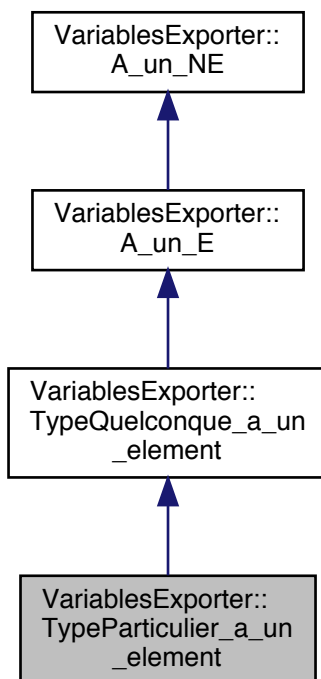 VariablesExporter::
A_un_NE
VariablesExporter::
A_un_E
VariablesExporter::
TypeQuelconque_a_un
_element
VariablesExporter::
TypeParticulier_a_un
_element